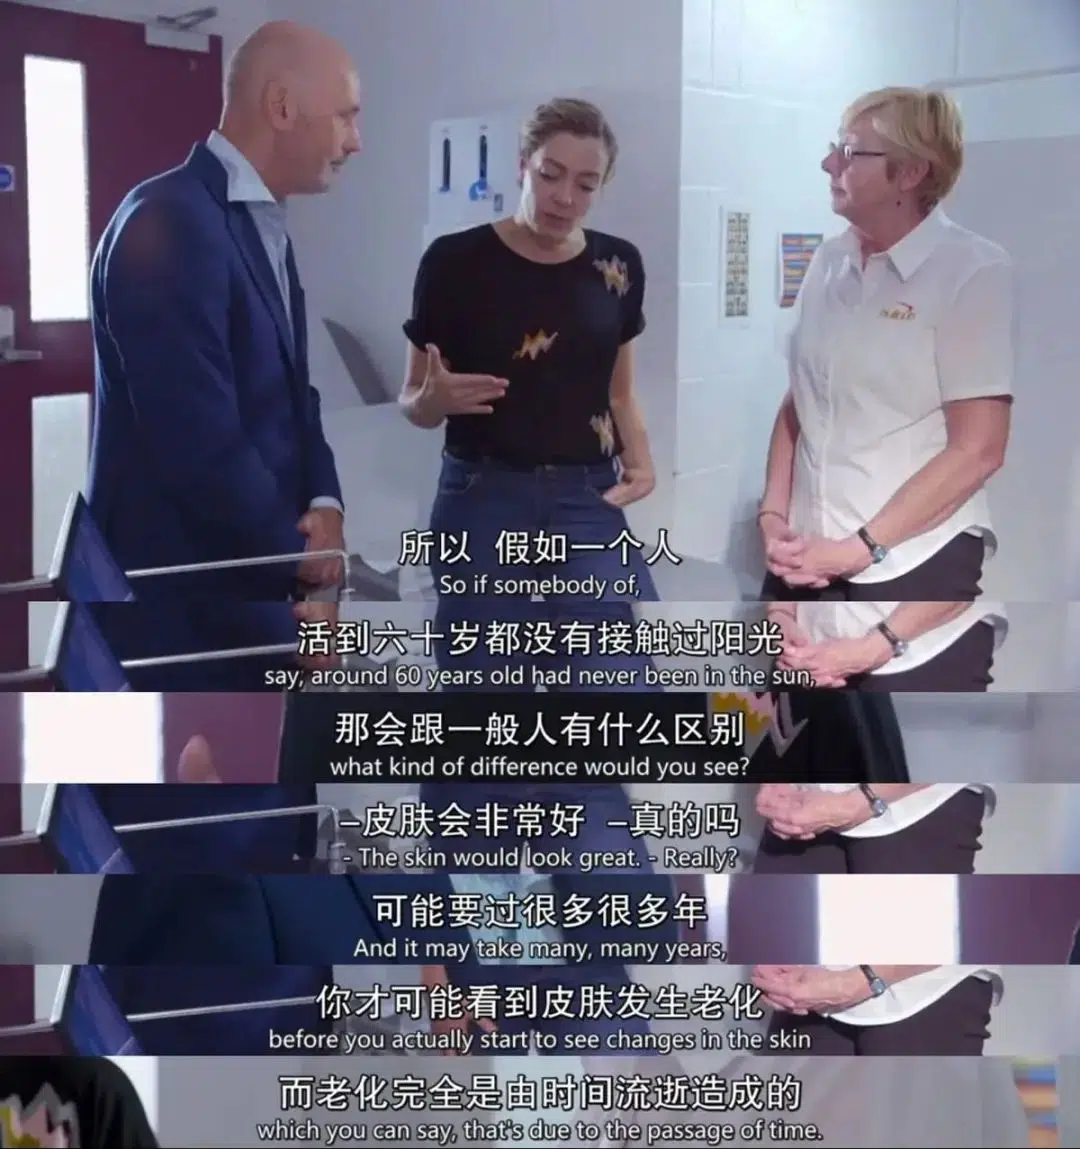 所以 假如一个人
So if somebody of,
活到六十岁都没有接触过阳光
say, around 60 years old had never been in the sun,
那会跟一般人有什么区别
what kind of difference would you see?
–皮肤会非常好 –真的吗
- The skin would look great. - Really?
可能要过很多很多年
And it may take many, many years,
你才可能看到皮肤发生老化
before you actually start to see changes in the skin
而老化完全是由时间流逝造成的
which you can say, that's due to the passage of time.